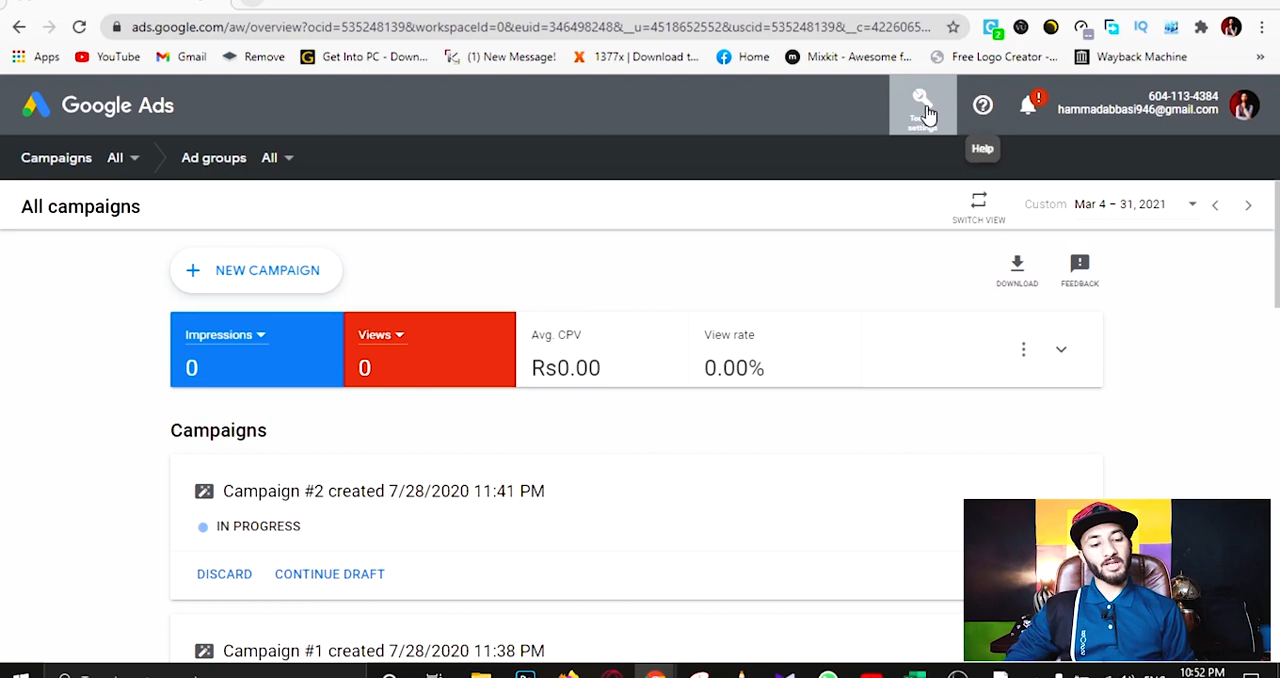 ads.google.com/aw/overview?ocid=535248139&workspaceId=0&euid=346498248&__u=4518652552&uscid=535248139&__c=4226065...
Apps YouTube Gmail Remove Get Into PC - Down... (1) New Message! 1377x | Download t... Home Mixkit - Awesome f... Free Logo Creator -... Wayback Machine »
Google Ads
settings
604-113-4384
hammadabbasi946@gmail.com
Help
Campaigns All Ad groups All
All campaigns
SWITCH VIEW
Custom Mar 4 – 31, 2021
+ NEW CAMPAIGN
DOWNLOAD FEEDBACK
Impressions Views Avg. CPV View rate
0 0 Rs0.00 0.00%
Campaigns
Campaign #2 created 7/28/2020 11:41 PM
IN PROGRESS
DISCARD CONTINUE DRAFT
Campaign #1 created 7/28/2020 11:38 PM
10:52 PM